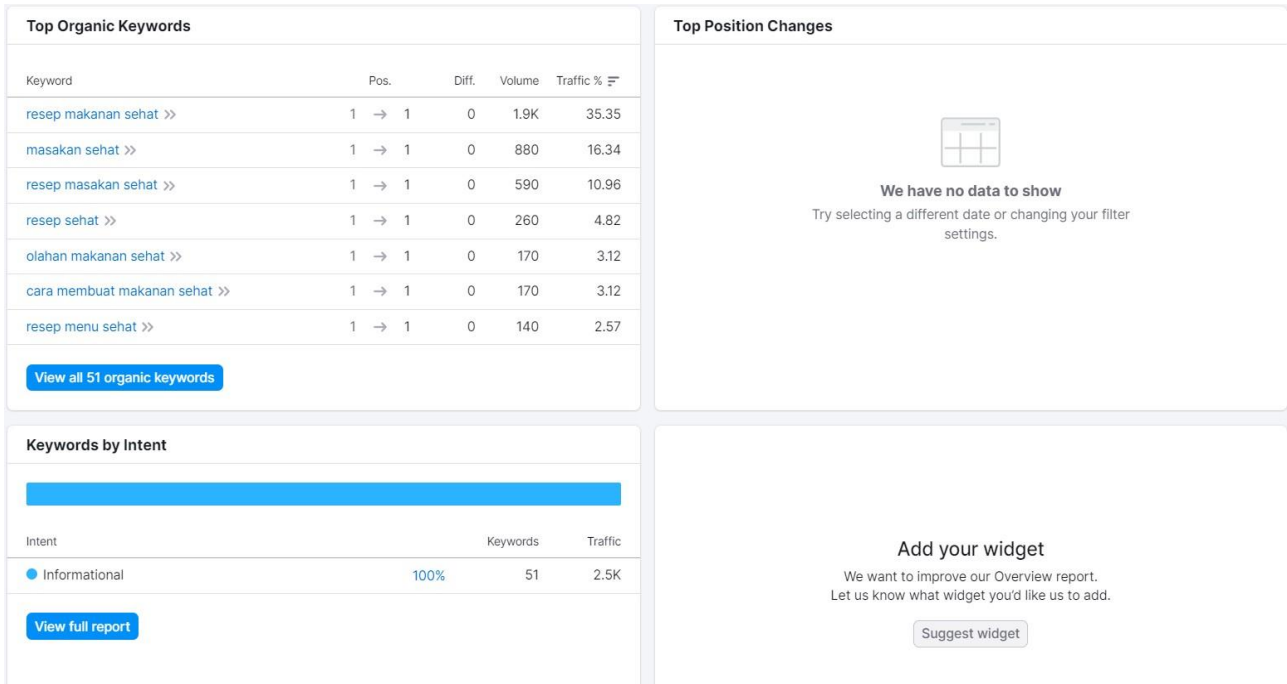 Top Organic Keywords
Keyword Pos. Diff. Volume Traffic %
resep makanan sehat 1 → 1 0 1.9K 35.35
masakan sehat 1 → 1 0 880 16.34
resep masakan sehat 1 → 1 0 590 10.96
resep sehat 1 → 1 0 260 4.82
olahan makanan sehat 1 → 1 0 170 3.12
cara membuat makanan sehat 1 → 1 0 170 3.12
resep menu sehat 1 → 1 0 140 2.57
View all 51 organic keywords
Top Position Changes
We have no data to show
Try selecting a different date or changing your filter
settings.
Keywords by Intent
Intent Keywords Traffic
Informational 100% 51 2.5K
View full report
Add your widget
We want to improve our Overview report.
Let us know what widget you'd like us to add.
Suggest widget